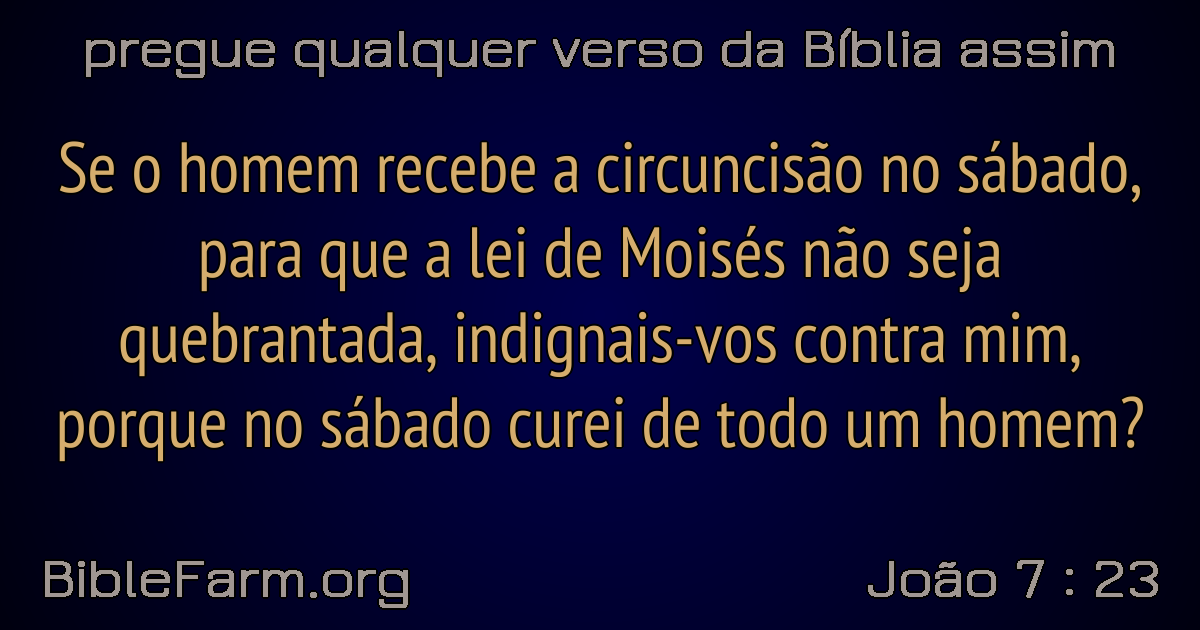 pregue qualquer verso da Bíblia assim
Se o homem recebe a circuncisão no sábado,
para que a lei de Moisés não seja
quebrantada, indignais-vos contra mim,
porque no sábado curei de todo um homem?
BibleFarm.org
João 7 : 23